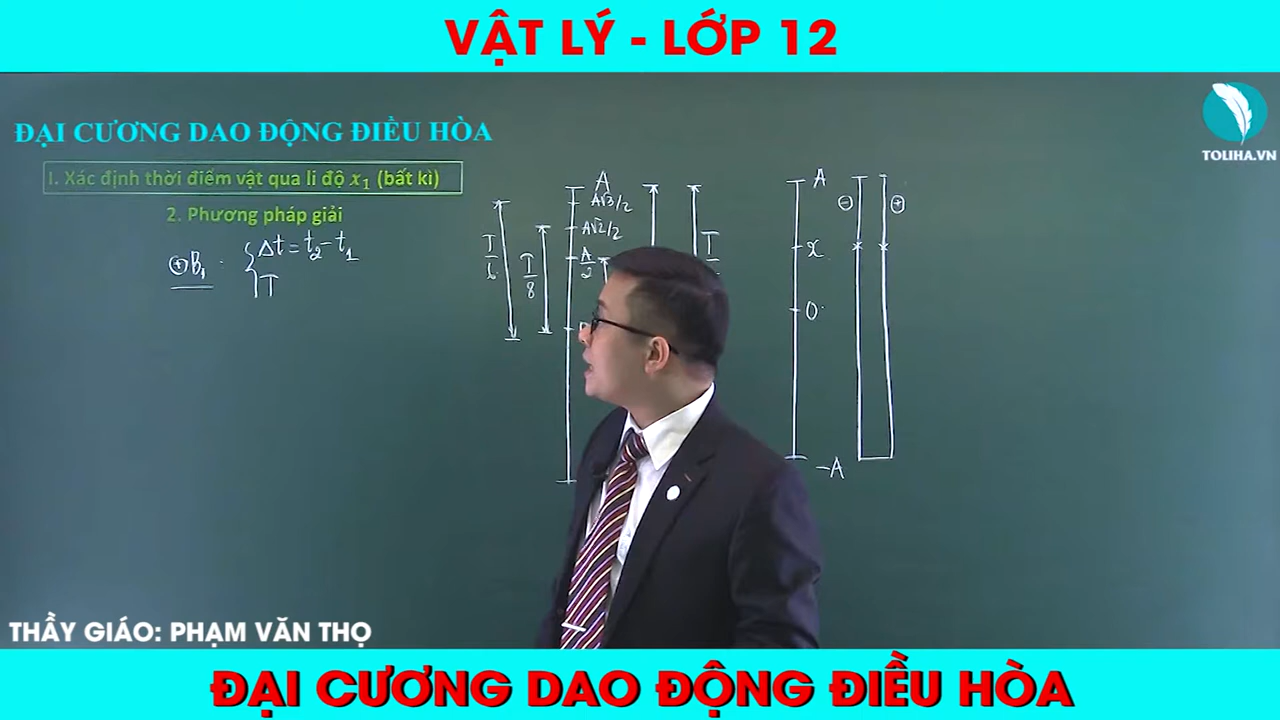 VẬT LÝ - LỚP 12
TOLIHA.VN
ĐẠI CƯƠNG DAO ĐỘNG ĐIỀU HÒA
I. Xác định thời điểm vật qua li độ x₁ (bất kì)
2. Phương pháp giải
⊕B₁ : { Δt = t₂ - t₁
T
A
A√3/2
A√2/2
A/2
T/6
T/8
T
A
x
O
-A
⊖
⊕
THẦY GIÁO: PHẠM VĂN THỌ
ĐẠI CƯƠNG DAO ĐỘNG ĐIỀU HÒA